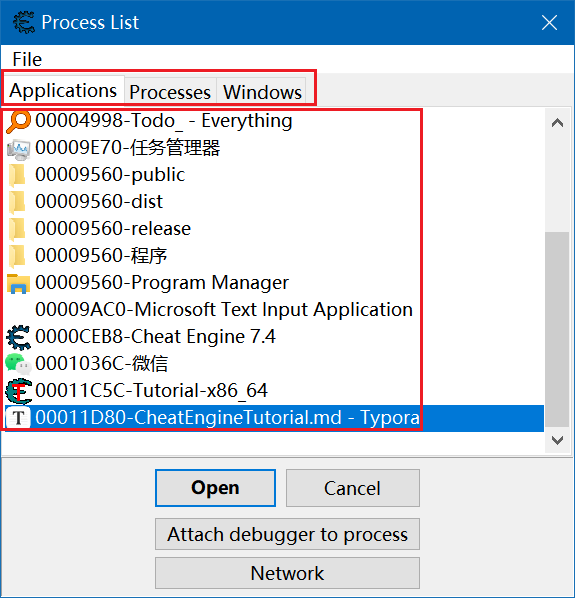 Process List
File
Applications Processes Windows
00004998-Todo_ - Everything
00009E70-任务管理器
00009560-public
00009560-dist
00009560-release
00009560-程序
00009560-Program Manager
00009AC0-Microsoft Text Input Application
0000CEB8-Cheat Engine 7.4
0001036C-微信
00011C5C-Tutorial-x86_64
T 00011D80-CheatEngineTutorial.md - Typora
Open Cancel
Attach debugger to process
Network